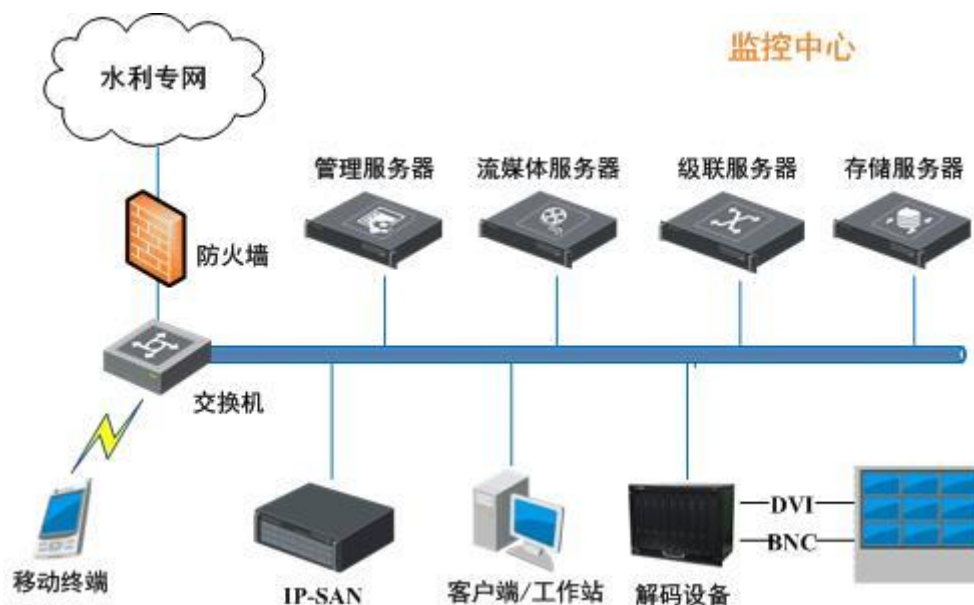 监控中心
水利专网
管理服务器
流媒体服务器
级联服务器
存储服务器
防火墙
交换机
DVI
BNC
移动终端
IP-SAN
客户端/工作站
解码设备